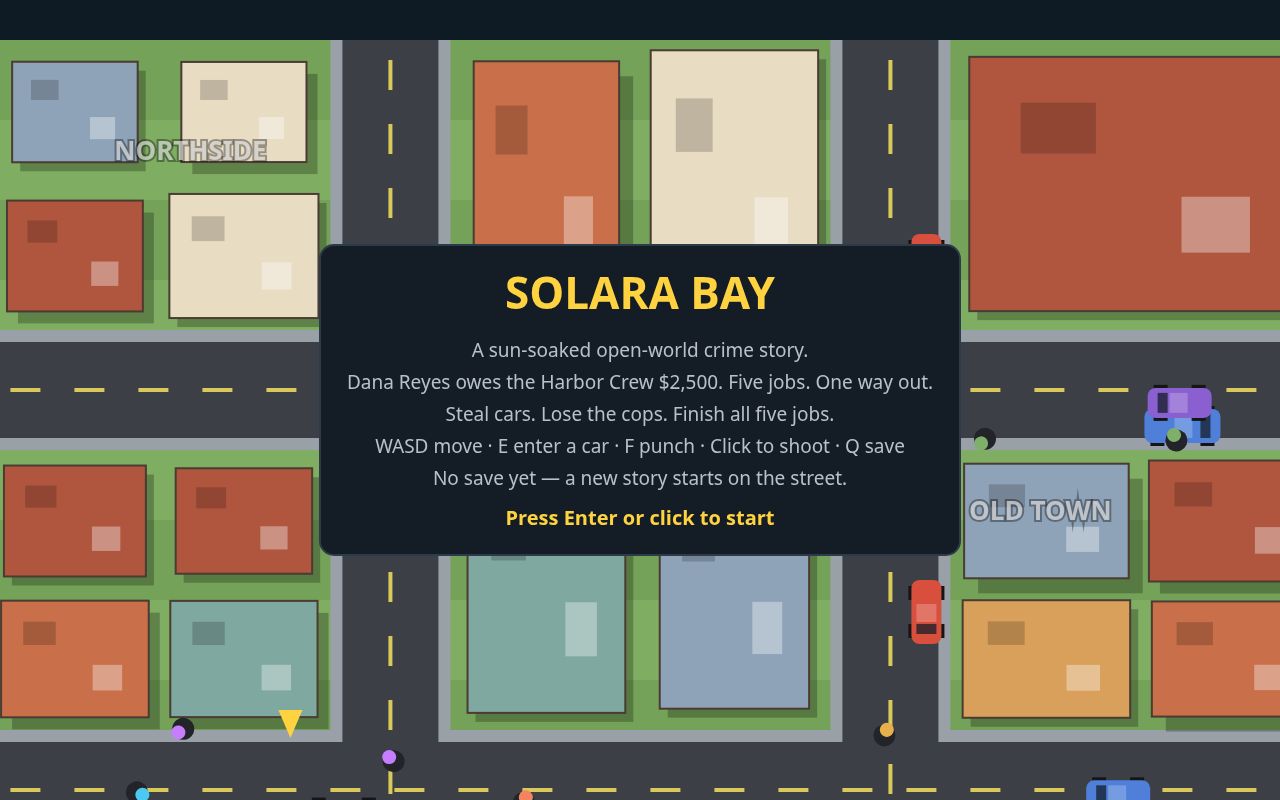 NORTHSIDE
SOLARA BAY
A sun-soaked open-world crime story.
Dana Reyes owes the Harbor Crew $2,500. Five jobs. One way out.
Steal cars. Lose the cops. Finish all five jobs.
WASD move · E enter a car · F punch · Click to shoot · Q save
No save yet — a new story starts on the street.
Press Enter or click to start
OLD TOWN